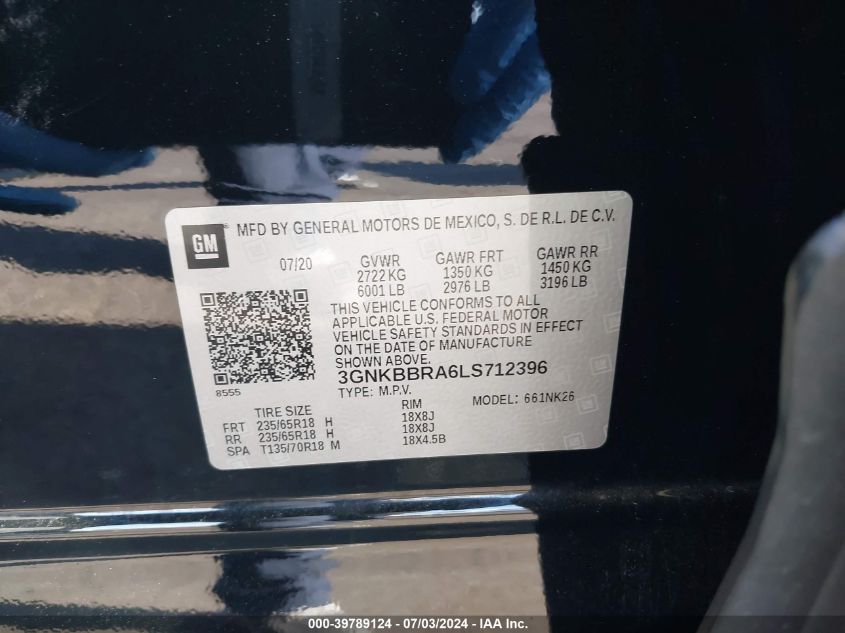 GM ® MFD BY GENERAL MOTORS DE MEXICO, S. DE R.L. DE C.V.
07/20 GVWR GAWR FRT GAWR RR
2722 KG 1350 KG 1450 KG
6001 LB 2976 LB 3196 LB
THIS VEHICLE CONFORMS TO ALL
APPLICABLE U.S. FEDERAL MOTOR
VEHICLE SAFETY STANDARDS IN EFFECT
ON THE DATE OF MANUFACTURE
SHOWN ABOVE.
3GNKBBRA6LS712396
8555
TYPE: M.P.V. MODEL: 661NK26
TIRE SIZE RIM
FRT 235/65R18 H 18X8J
RR 235/65R18 H 18X8J
SPA T135/70R18 M 18X4.5B
000-39789124 - 07/03/2024 - IAA Inc.